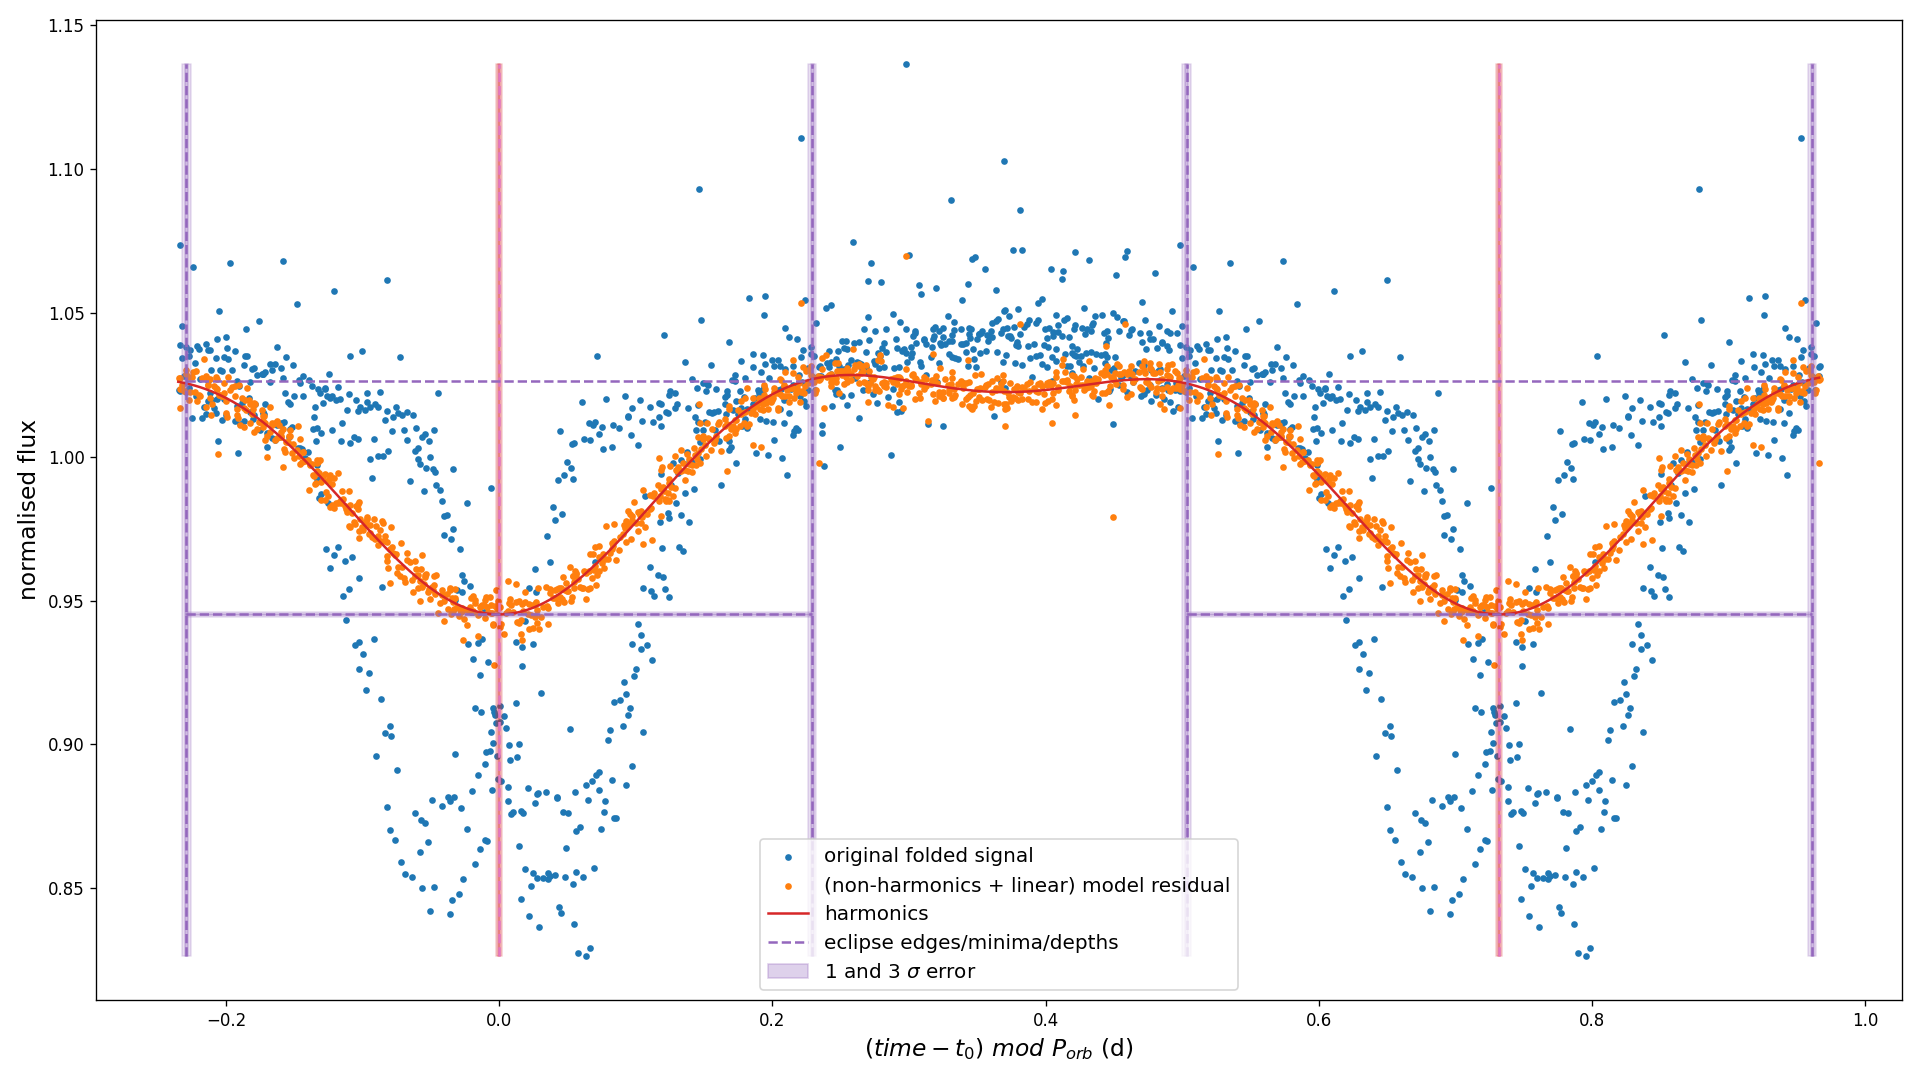 1.15
1.10
1.05
1.00
0.95
0.90
0.85
normalised flux
−0.2
0.0
0.2
0.4
0.6
0.8
1.0
(time − t₀) mod Pₒᵣb (d)
original folded signal
(non-harmonics + linear) model residual
harmonics
eclipse edges/minima/depths
1 and 3 σ error